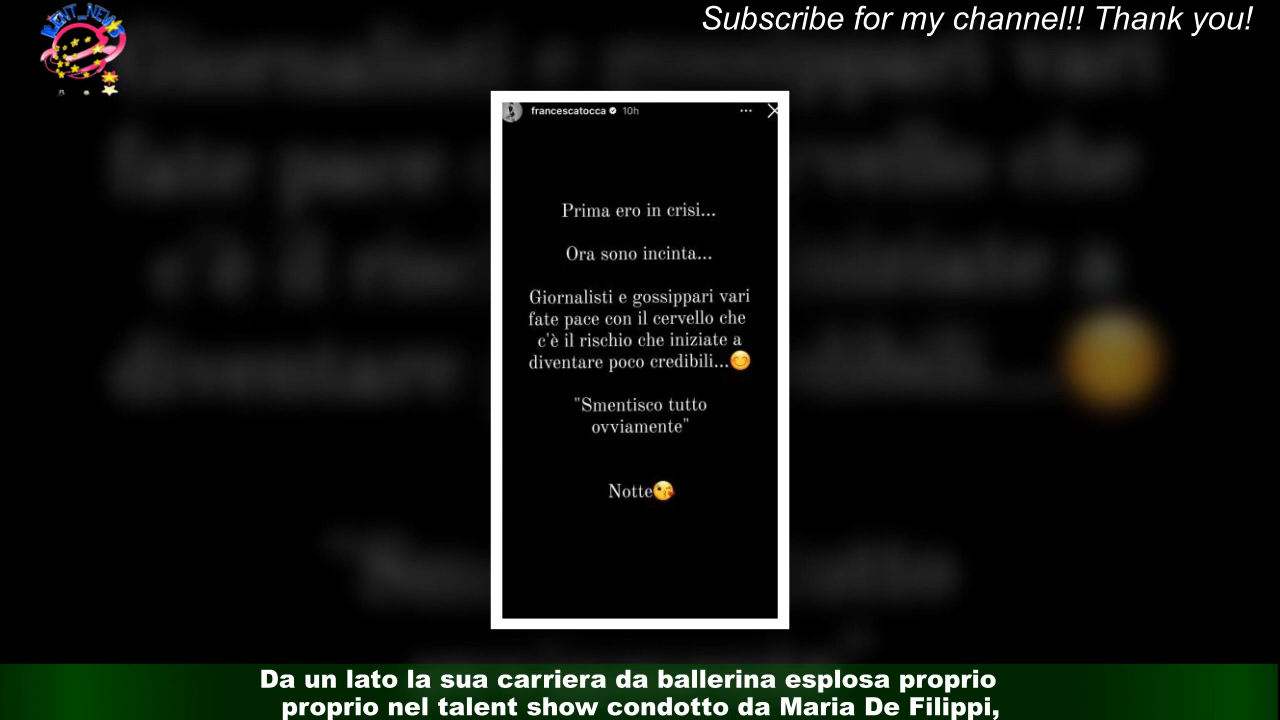 TALENT_NEWS
Subscribe for my channel!! Thank you!
francescatocca 10h
Prima ero in crisi...
Ora sono incinta...
Giornalisti e gossippari vari
fate pace con il cervello che
c'è il rischio che iniziate a
diventare poco credibili...😊
"Smentisco tutto
ovviamente"
Notte😘
Da un lato la sua carriera da ballerina esplosa proprio
proprio nel talent show condotto da Maria De Filippi,